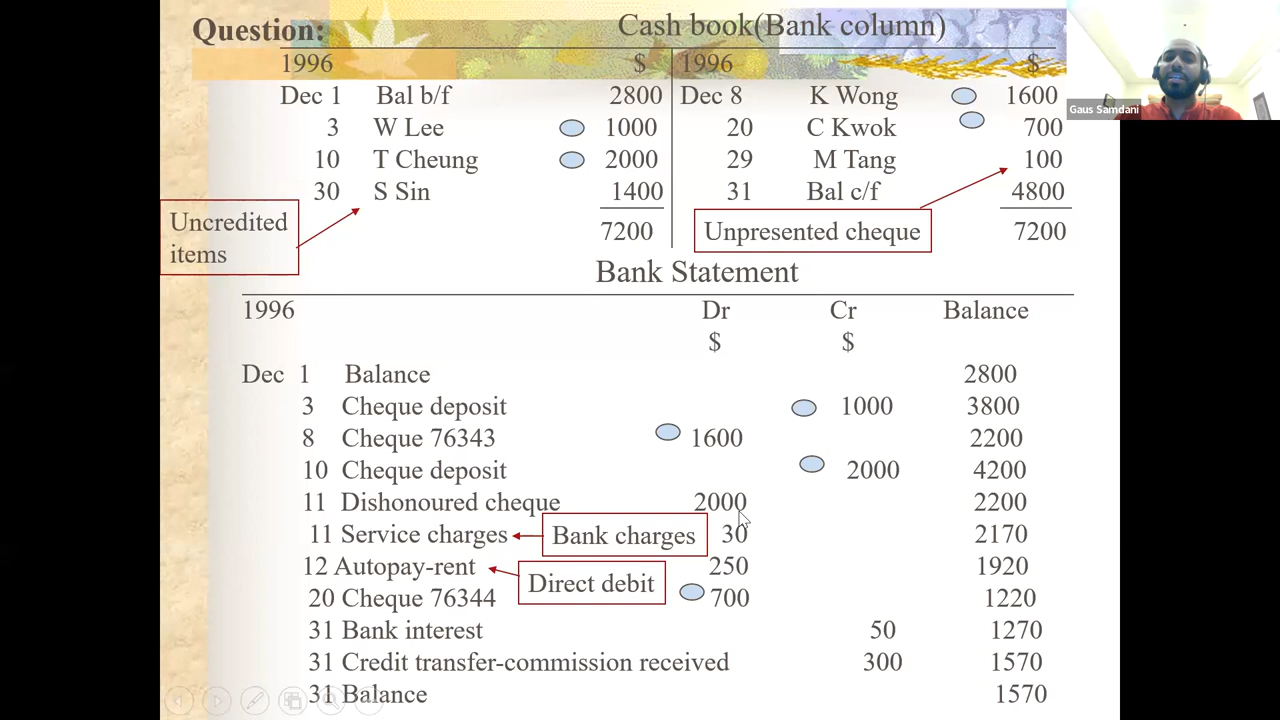 Question:
Cash book(Bank column)
1996 $ 1996 $
Dec 1 Bal b/f 2800 Dec 8 K Wong 1600
3 W Lee 1000 20 C Kwok 700
10 T Cheung 2000 29 M Tang 100
30 S Sin 1400 31 Bal c/f 4800
7200 7200
Uncredited
items
Unpresented cheque
Gaus Samdani
Bank Statement
1996 Dr Cr Balance
$ $
Dec 1 Balance 2800
3 Cheque deposit 1000 3800
8 Cheque 76343 1600 2200
10 Cheque deposit 2000 4200
11 Dishonoured cheque 2000 2200
11 Service charges Bank charges 30 2170
12 Autopay-rent 250 1920
Direct debit
20 Cheque 76344 700 1220
31 Bank interest 50 1270
31 Credit transfer-commission received 300 1570
31 Balance 1570